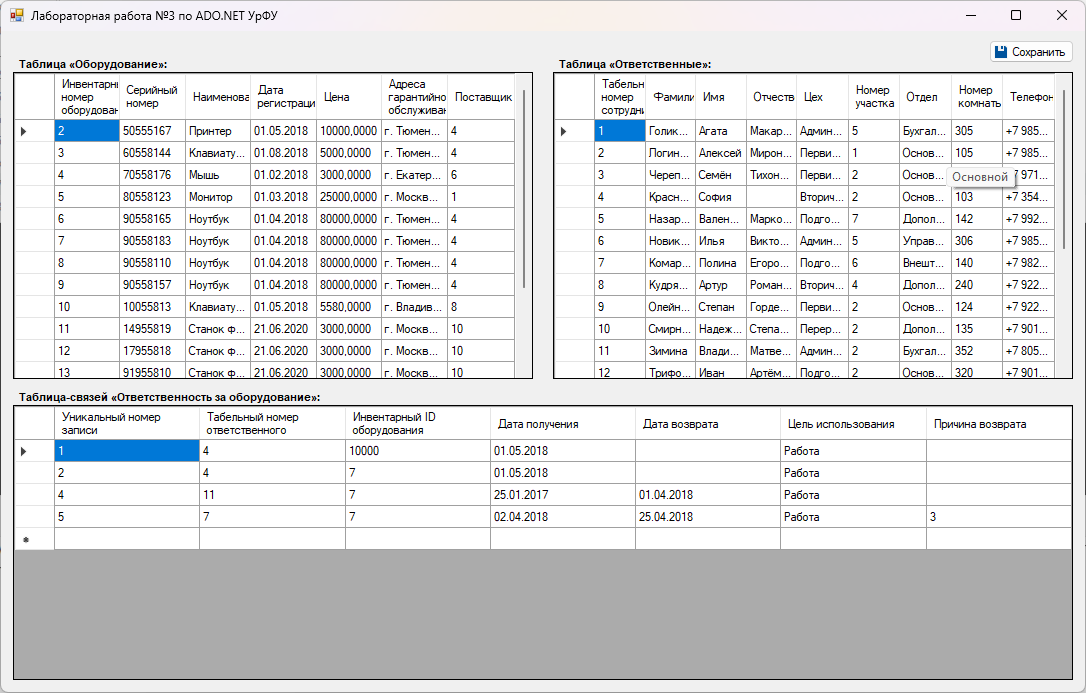 Лабораторная работа №3 по ADO.NET УрФУ
Сохранить
Таблица «Оборудование»:
Инвентарн номер оборудован Серийный номер Наименова Дата регистраци Цена Адреса гарантийно обслуживан Поставщик
2 50555167 Принтер 01.05.2018 10000,0000 г. Тюмен... 4
3 60558144 Клавиату... 01.08.2018 5000,0000 г. Тюмен... 4
4 70558176 Мышь 01.02.2018 3000,0000 г. Екатер... 6
5 80558123 Монитор 01.03.2018 25000,0000 г. Москв... 1
6 90558165 Ноутбук 01.04.2018 80000,0000 г. Тюмен... 4
7 90558183 Ноутбук 01.04.2018 80000,0000 г. Тюмен... 4
8 90558110 Ноутбук 01.04.2018 80000,0000 г. Тюмен... 4
9 90558157 Ноутбук 01.04.2018 80000,0000 г. Тюмен... 4
10 10055813 Клавиату... 01.05.2018 5580,0000 г. Владив... 8
11 14955819 Станок ф... 21.06.2020 3000,0000 г. Москв... 10
12 17955818 Станок ф... 21.06.2020 3000,0000 г. Москв... 10
13 91955810 Станок ф... 21.06.2020 3000,0000 г. Москв... 10
Таблица «Ответственные»:
Табельн номер сотрудни Фамили Имя Отчеств Цех Номер участка Отдел Номер комнать Телефон
1 Голик... Агата Макар... Админ... 5 Бухгал... 305 +7 985...
2 Логин... Алексей Мирон... Перви... 1 Основ... 105 +7 985...
3 Череп... Семён Тихон... Перви... 2 Основ... +7 971...
Основной
4 Красн... София Вторич... 2 Основ... 103 +7 354...
5 Назар... Вален... Марко... Подго... 7 Допол... 142 +7 992...
6 Новик... Илья Викто... Админ... 5 Управ... 306 +7 985...
7 Комар... Полина Егоро... Подго... 6 Внешт... 140 +7 982...
8 Кудря... Артур Роман... Вторич... 4 Допол... 240 +7 922...
9 Олейн... Степан Горде... Перви... 2 Основ... 124 +7 922...
10 Смирн... Надеж... Степа... Перер... 2 Допол... 135 +7 901...
11 Зимина Влади... Матве... Админ... 2 Бухгал... 352 +7 805...
12 Трифо... Иван Артём... Подго... 2 Основ... 320 +7 901...
Таблица-связей «Ответственность за оборудование»:
Уникальный номер записи Табельный номер ответственного Инвентарный ID оборудования Дата получения Дата возврата Цель использования Причина возврата
1 4 10000 01.05.2018 Работа
2 4 7 01.05.2018 Работа
4 11 7 25.01.2017 01.04.2018 Работа
5 7 7 02.04.2018 25.04.2018 Работа 3